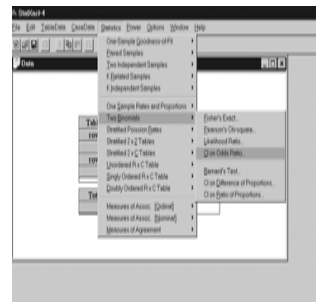 StatXact-4
File Edit TableData CaseData Statistics Power Options Window Help
Data
One-Sample Goodness-of-Fit
Paired Samples
Two Independent Samples
K Related Samples
K Independent Samples
One Sample Rates and Proportions
Two Binomials
Stratified Poission Rates
Stratified 2 x 2 Tables
Stratified 2 x C Tables
Unordered R x C Table
Singly Ordered R x C Table
Doubly Ordered R x C Table
Measures of Assoc. [Ordinal]
Measures of Assoc. [Nominal]
Measures of Agreement
Fisher's Exact...
Pearson's Chi-square...
Likelihood Ratio...
CI on Odds Ratio...
Barnard's Test...
CI on Difference of Proportions...
CI on Ratio of Proportions...